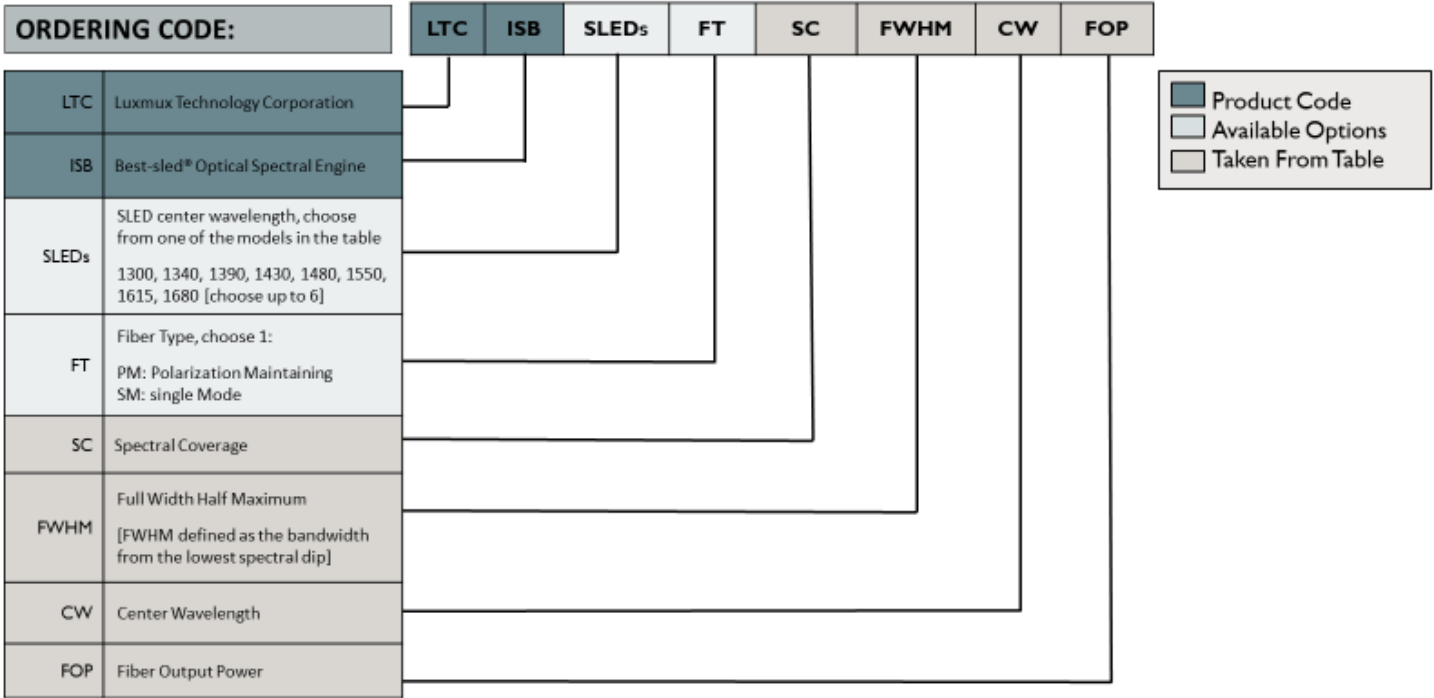 ORDERING CODE:
LTC ISB SLEDs FT SC FWHM CW FOP
LTC Luxmux Technology Corporation
ISB Best-sled® Optical Spectral Engine
SLEDs
SLED center wavelength, choose
from one of the models in the table
1300, 1340, 1390, 1430, 1480, 1550,
1615, 1680 [choose up to 6]
FT
Fiber Type, choose 1:
PM: Polarization Maintaining
SM: single Mode
SC Spectral Coverage
FWHM
Full Width Half Maximum
[FWHM defined as the bandwidth
from the lowest spectral dip]
CW Center Wavelength
FOP Fiber Output Power
Product Code
Available Options
Taken From Table